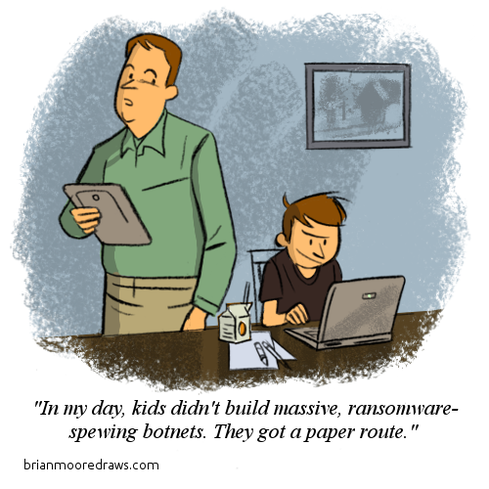 "In my day, kids didn't build massive, ransomware-
spewing botnets. They got a paper route."
brianmooredraws.com